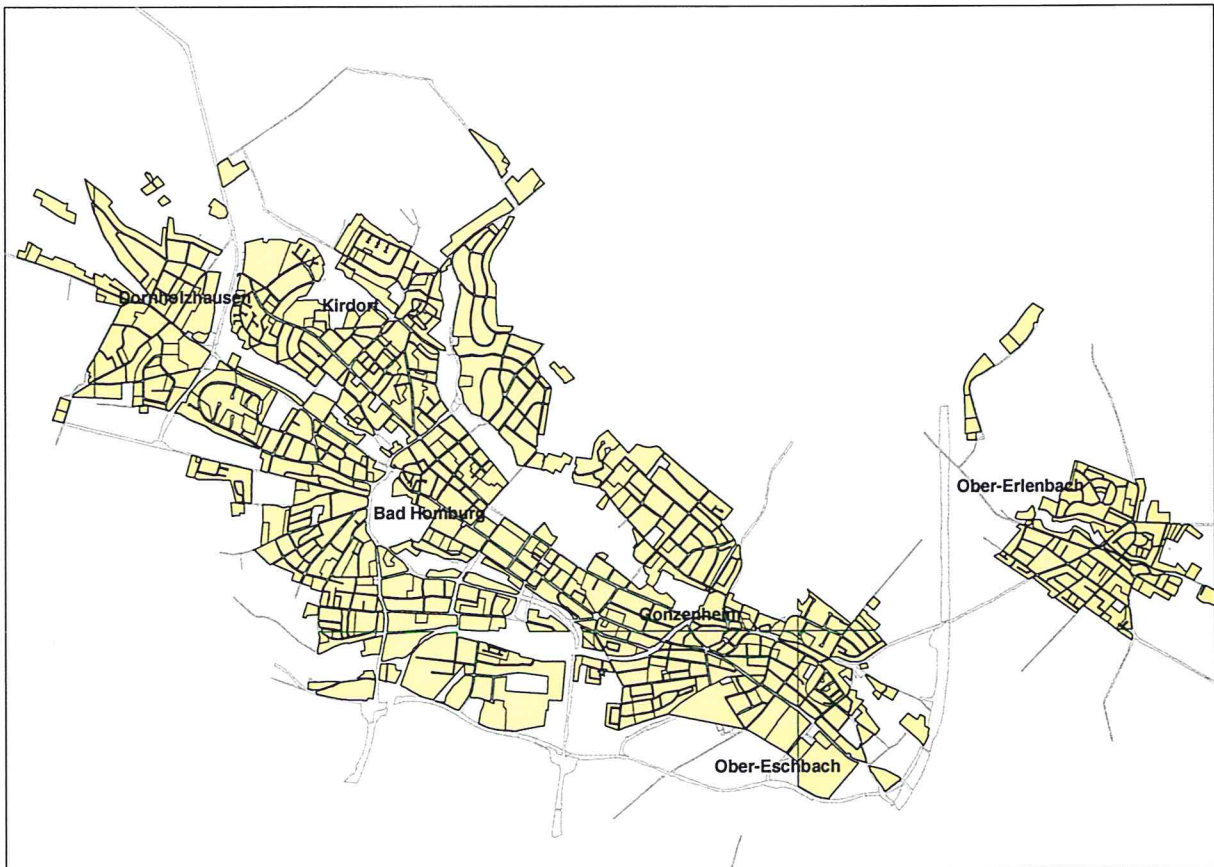 Dornholzhausen
Kirdorf
Ober-Erlenbach
Bad Homburg
Gonzenheim
Ober-Eschbach